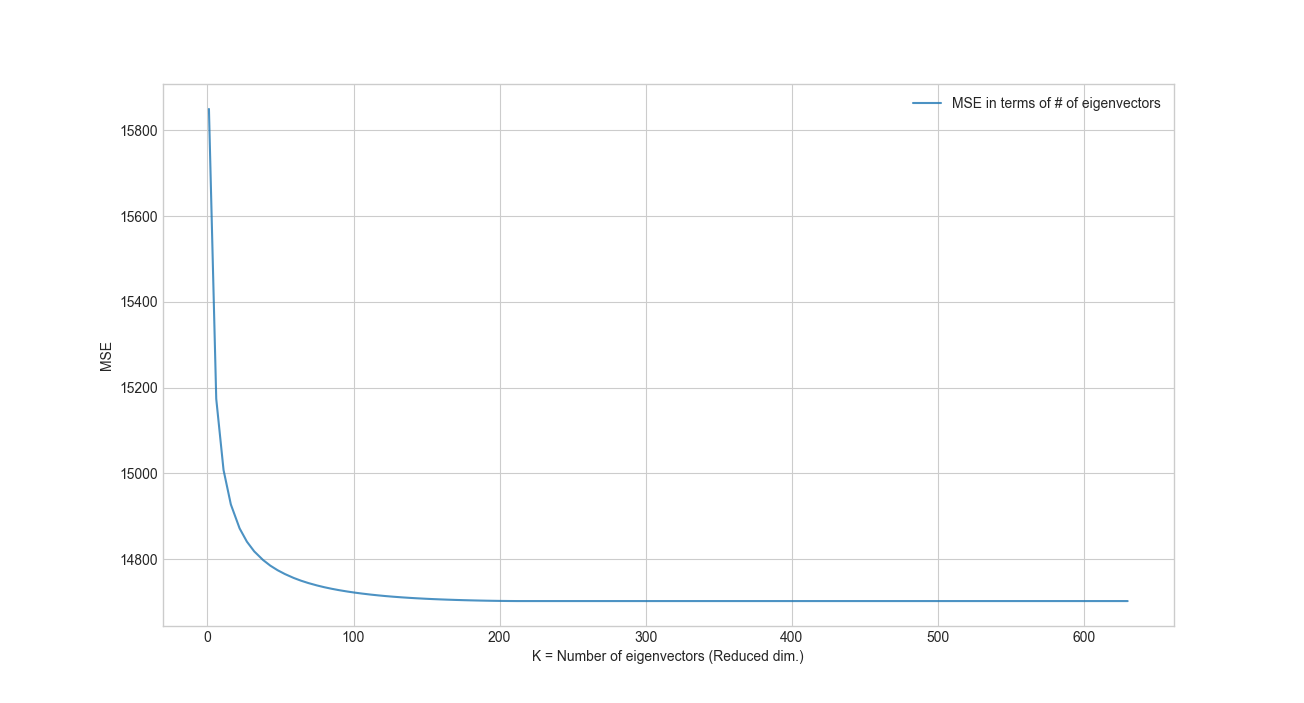 MSE in terms of # of eigenvectors
15800
15600
15400
15200
15000
14800
MSE
0 100 200 300 400 500 600
K = Number of eigenvectors (Reduced dim.)